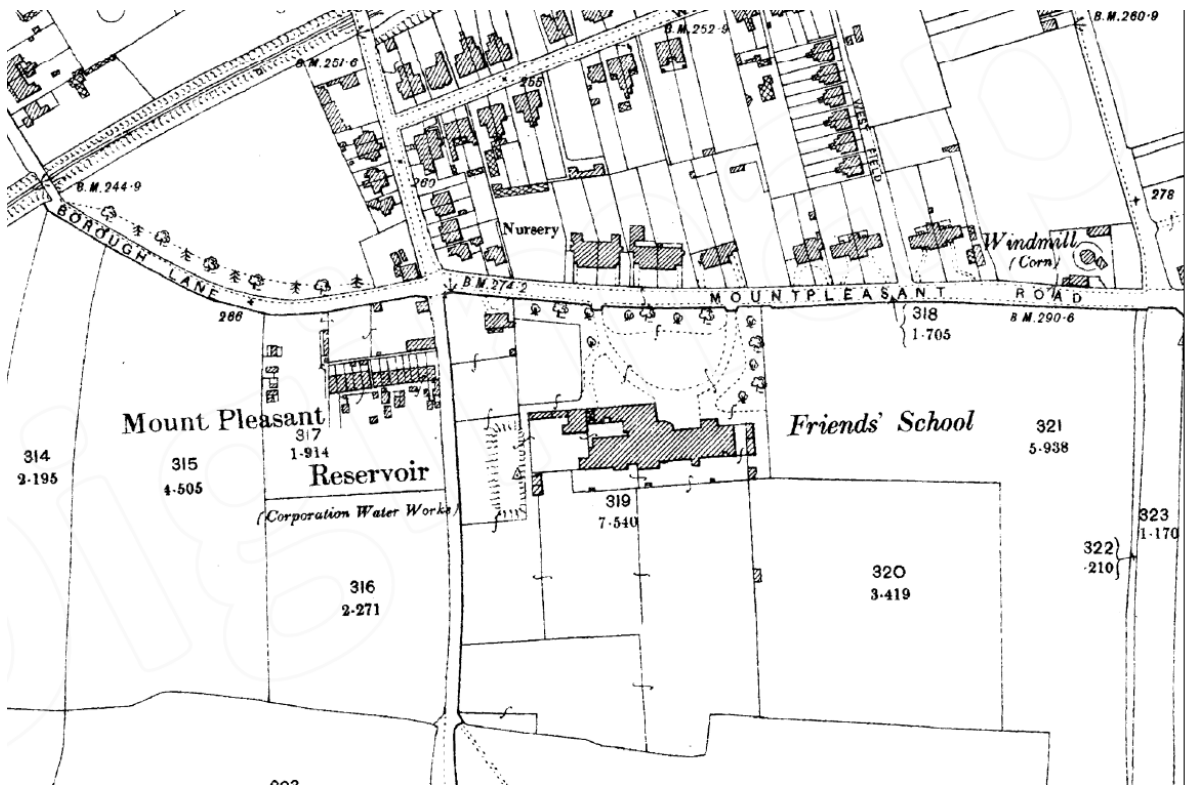 B.M.260·9
B.M.252·9
B.M.251·6
255
FIELD
260
B.M.244·9
278
BOROUGH LANE
Nursery
Windmill
(Corn)
B.M.274·2
MOUNTPLEASANT ROAD
266
318
1·705
B.M.290·6
Mount Pleasant
Friends' School
317
1·914
321
5·938
314
2·195
315
4·505
Reservoir
(Corporation Water Works)
319
7·540
323
1·170
322
·210
316
2·271
320
3·419